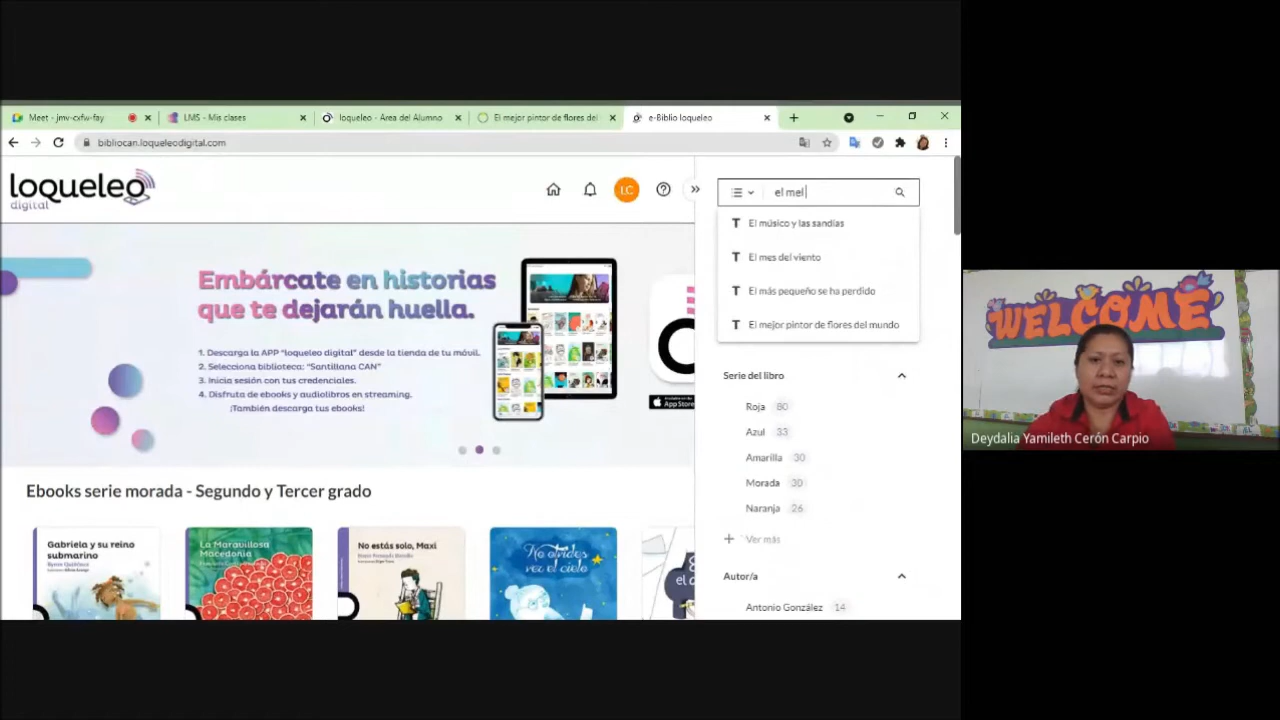 Meet - jmv-cxfw-fay
LMS - Mis clases
loqueleo - Area del Alumno
El mejor pintor de flores del
e-Biblio loqueleo
bibliocan.loqueleodigital.com
loqueleo
digital
LC
el mel
T El músico y las sandías
T El mes del viento
T El más pequeño se ha perdido
T El mejor pintor de flores del mundo
Embárcate en historias
que te dejarán huella.
1. Descarga la APP "loqueleo digital" desde la tienda de tu móvil.
2. Selecciona biblioteca: "Santillana CAN"
3. Inicia sesión con tus credenciales.
4. Disfruta de ebooks y audiolibros en streaming.
¡También descarga tus ebooks!
App Store
Serie del libro
Roja 80
Azul 33
Amarilla 30
Morada 30
Naranja 26
Ver más
Autor/a
Antonio González 14
Ebooks serie morada - Segundo y Tercer grado
Gabriela y su reino
submarino
La Maravillosa
Macedonia
No estás solo, Maxi
No olvides
ver el cielo
WELCOME
Deydalia Yamileth Cerón Carpio